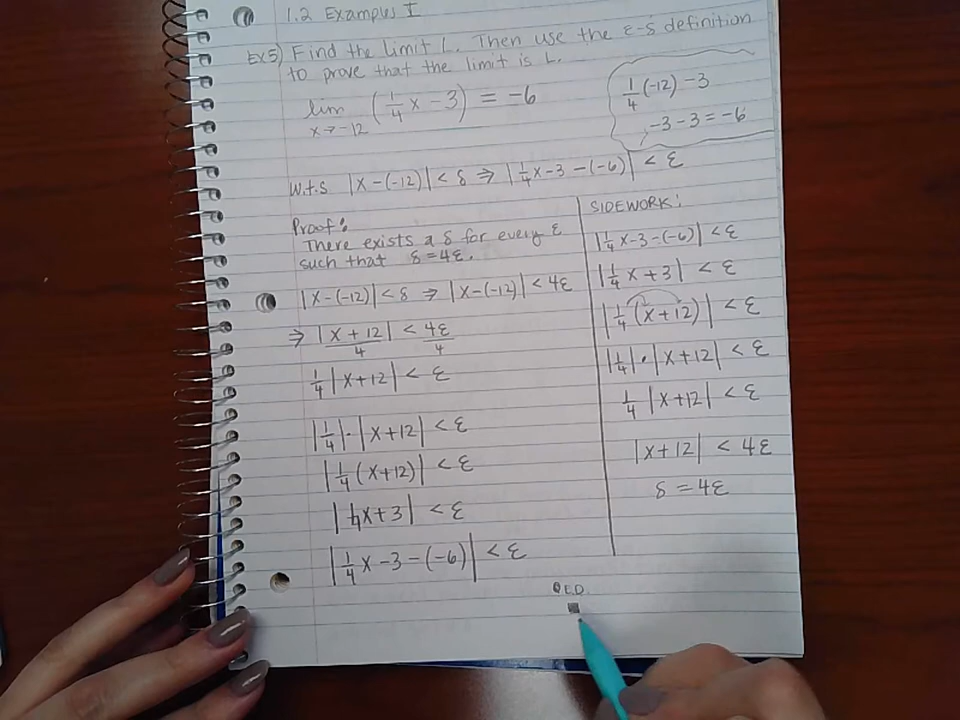 1.2 Examples I
EX5) Find the limit L. Then use the ε-δ definition
to prove that the limit is L.
lim (1/4 x - 3) = -6
x → -12
1/4 (-12) - 3
-3 - 3 = -6
W.t.s |x - (-12)| < δ ⇒ |1/4 x - 3 - (-6)| < ε
Proof:
There exists a δ for every ε
such that δ = 4ε.
|x - (-12)| < δ ⇒ |x - (-12)| < 4ε
⇒ |x + 12|/4 < 4ε/4
1/4 |x + 12| < ε
|1/4| · |x + 12| < ε
|1/4 (x + 12)| < ε
|1/4 x + 3| < ε
|1/4 x - 3 - (-6)| < ε
SIDEWORK:
|1/4 x - 3 - (-6)| < ε
|1/4 x + 3| < ε
|1/4 (x + 12)| < ε
|1/4| · |x + 12| < ε
1/4 |x + 12| < ε
|x + 12| < 4ε
δ = 4ε
QED